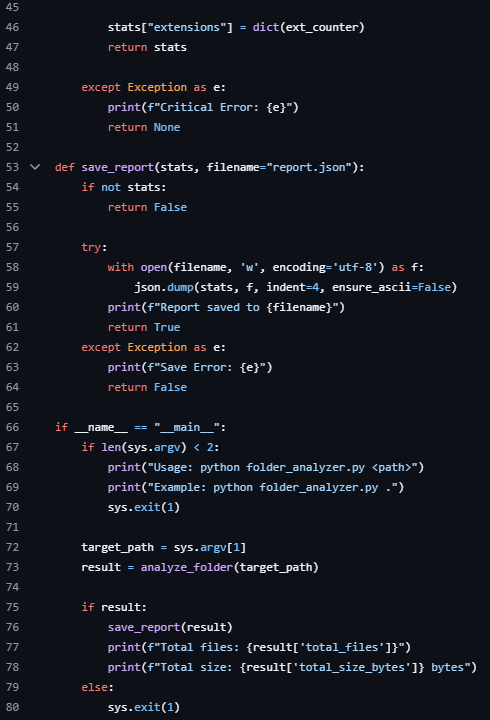 45
46 stats["extensions"] = dict(ext_counter)
47 return stats
48
49 except Exception as e:
50 print(f"Critical Error: {e}")
51 return None
52
53 def save_report(stats, filename="report.json"):
54 if not stats:
55 return False
56
57 try:
58 with open(filename, 'w', encoding='utf-8') as f:
59 json.dump(stats, f, indent=4, ensure_ascii=False)
60 print(f"Report saved to {filename}")
61 return True
62 except Exception as e:
63 print(f"Save Error: {e}")
64 return False
65
66 if __name__ == "__main__":
67 if len(sys.argv) < 2:
68 print("Usage: python folder_analyzer.py <path>")
69 print("Example: python folder_analyzer.py .")
70 sys.exit(1)
71
72 target_path = sys.argv[1]
73 result = analyze_folder(target_path)
74
75 if result:
76 save_report(result)
77 print(f"Total files: {result['total_files']}")
78 print(f"Total size: {result['total_size_bytes']} bytes")
79 else:
80 sys.exit(1)